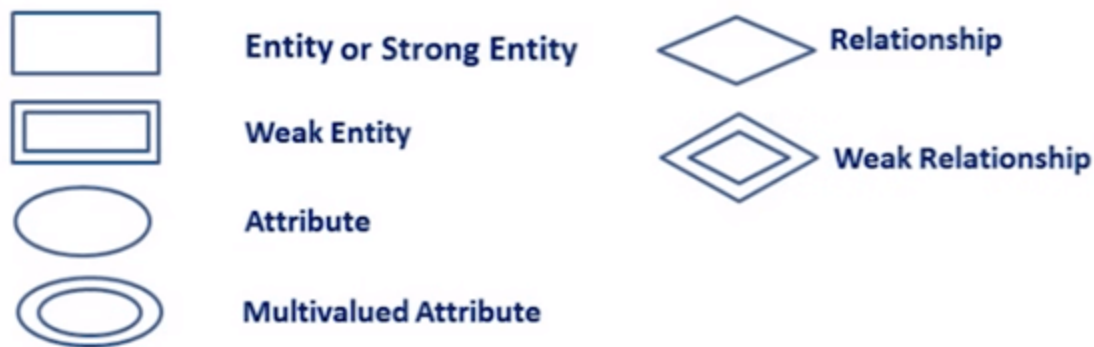 Entity or Strong Entity
Weak Entity
Attribute
Multivalued Attribute
Relationship
Weak Relationship